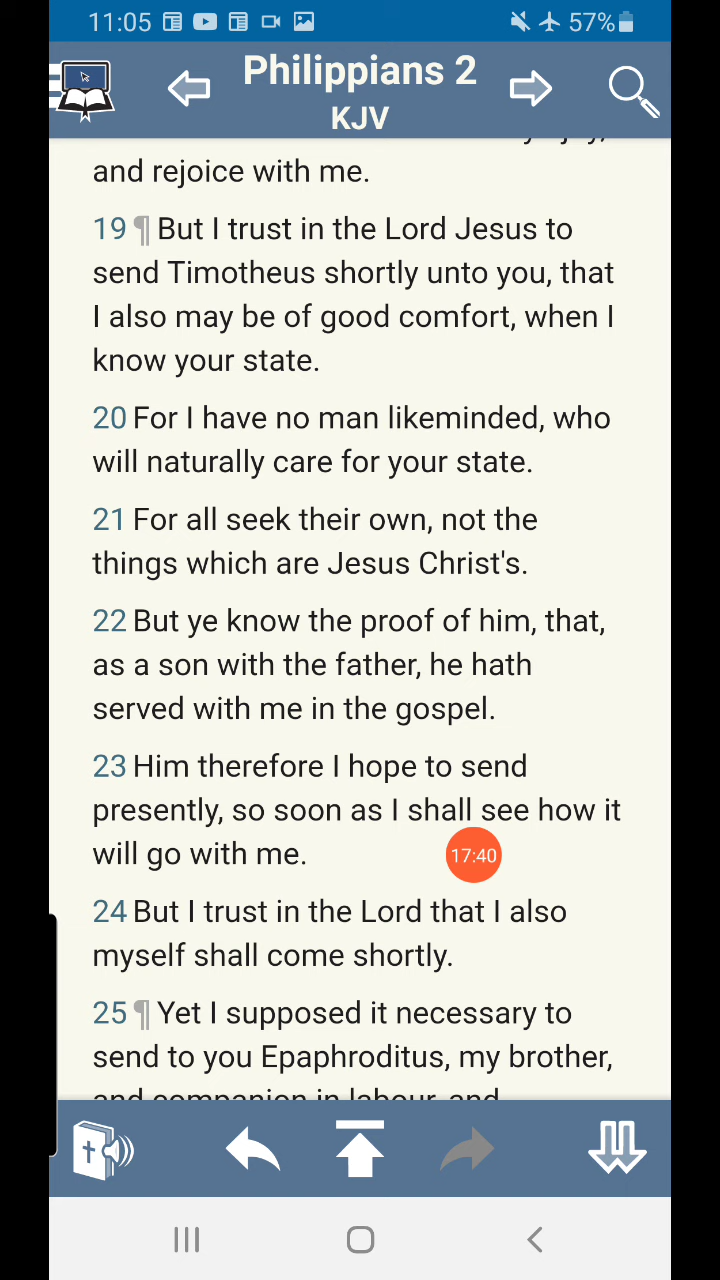 11:05 57%
Philippians 2
KJV
and rejoice with me.
19 ¶ But I trust in the Lord Jesus to
send Timotheus shortly unto you, that
I also may be of good comfort, when I
know your state.
20 For I have no man likeminded, who
will naturally care for your state.
21 For all seek their own, not the
things which are Jesus Christ's.
22 But ye know the proof of him, that,
as a son with the father, he hath
served with me in the gospel.
23 Him therefore I hope to send
presently, so soon as I shall see how it
will go with me.
17:40
24 But I trust in the Lord that I also
myself shall come shortly.
25 ¶ Yet I supposed it necessary to
send to you Epaphroditus, my brother,
and companion in labour, and